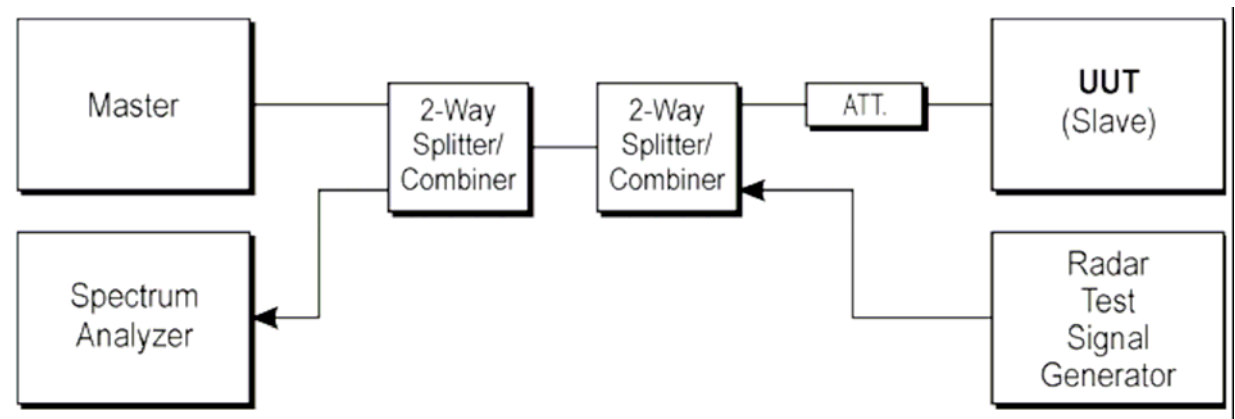 Master
2-Way
Splitter/
Combiner
2-Way
Splitter/
Combiner
ATT.
UUT
(Slave)
Spectrum
Analyzer
Radar
Test
Signal
Generator